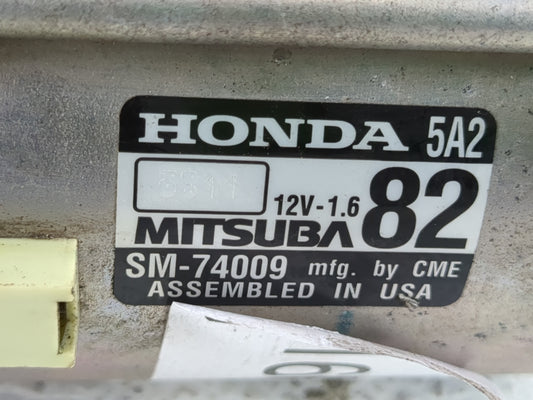 HONDA 5A2
12V-1.6 82
MITSUBA
SM-74009 mfg. by CME
ASSEMBLED IN USA